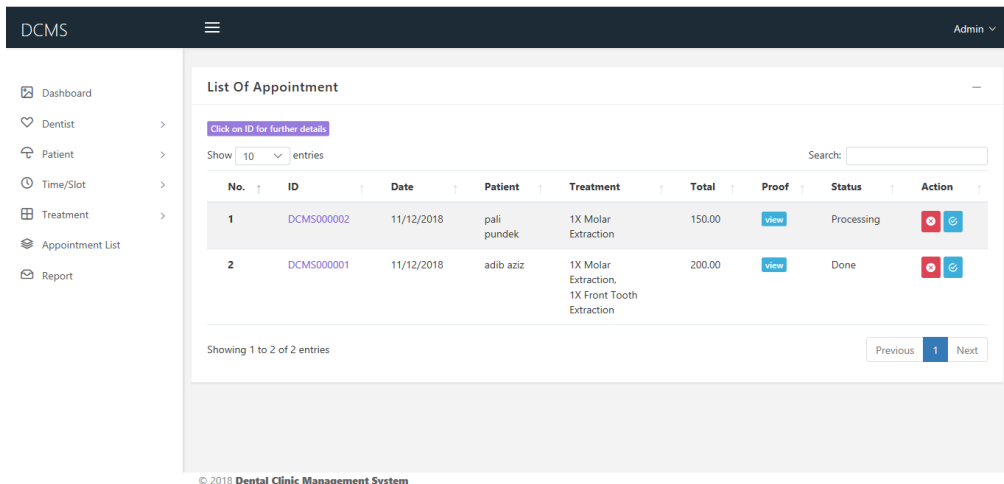 DCMS
Admin
Dashboard
Dentist
Patient
Time/Slot
Treatment
Appointment List
Report
List Of Appointment
Click on ID for further details
Show 10 entries
Search:
No. ID Date Patient Treatment Total Proof Status Action
1 DCMS000002 11/12/2018 pali 1X Molar 150.00 view Processing
pundek Extraction
2 DCMS000001 11/12/2018 adib aziz 1X Molar 200.00 view Done
Extraction,
1X Front Tooth
Extraction
Showing 1 to 2 of 2 entries
Previous 1 Next
© 2018 Dental Clinic Management System